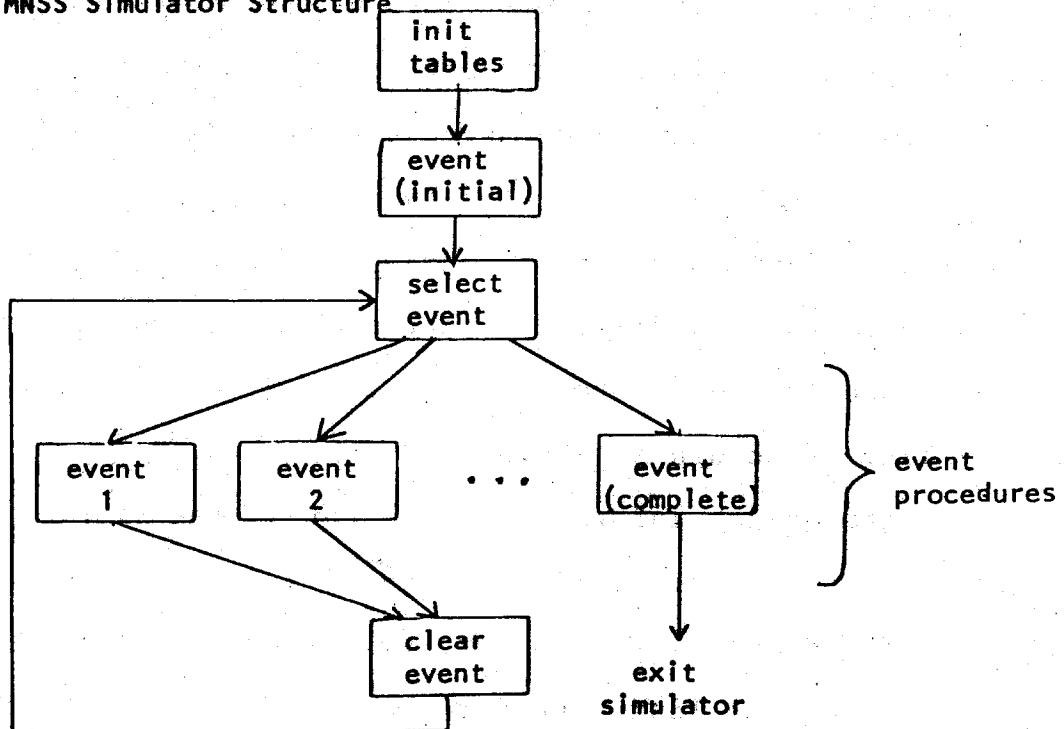 MNSS Simulator Structure
init
tables
event
(initial)
select
event
event
1
event
2
...
event
(complete)
event
procedures
clear
event
exit
simulator